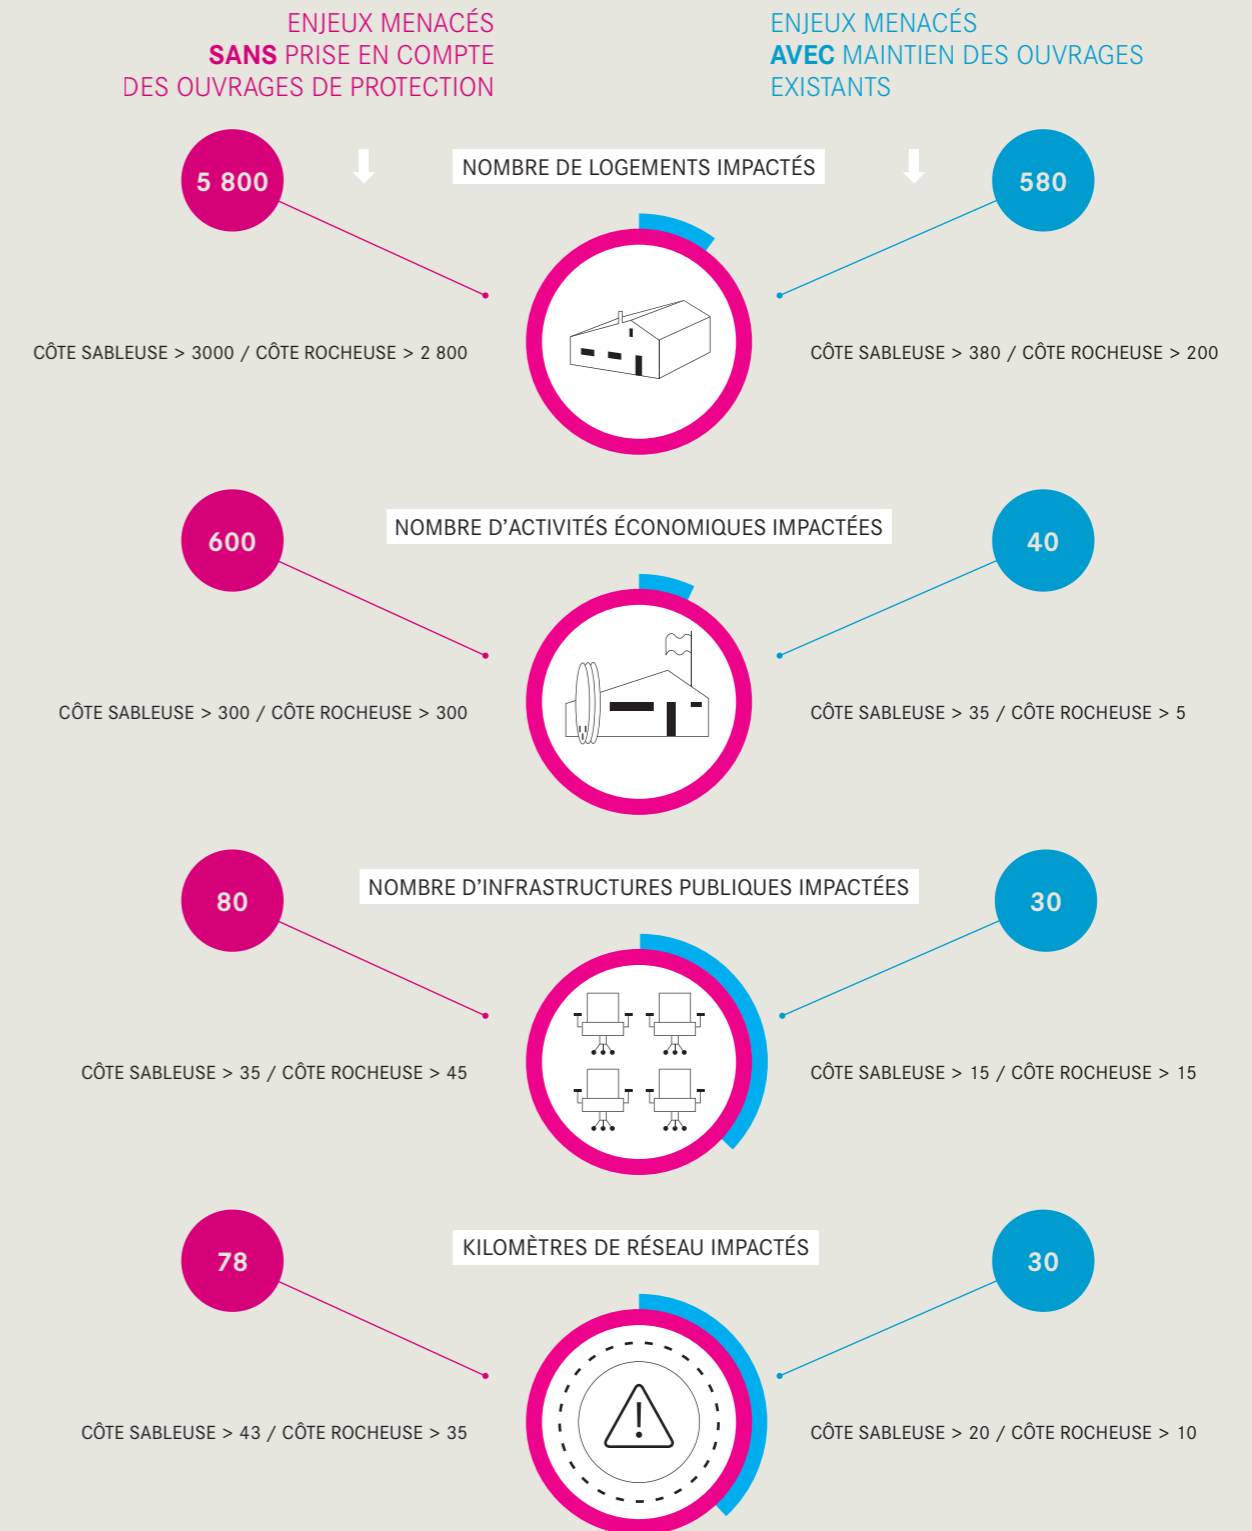 ENJEUX MENACÉS
SANS PRISE EN COMPTE
DES OUVRAGES DE PROTECTION
ENJEUX MENACÉS
AVEC MAINTIEN DES OUVRAGES
EXISTANTS
5 800
NOMBRE DE LOGEMENTS IMPACTÉS
580
CÔTE SABLEUSE > 3000 / CÔTE ROCHEUSE > 2 800
CÔTE SABLEUSE > 380 / CÔTE ROCHEUSE > 200
600
NOMBRE D'ACTIVITÉS ÉCONOMIQUES IMPACTÉES
40
CÔTE SABLEUSE > 300 / CÔTE ROCHEUSE > 300
CÔTE SABLEUSE > 35 / CÔTE ROCHEUSE > 5
80
NOMBRE D'INFRASTRUCTURES PUBLIQUES IMPACTÉES
30
CÔTE SABLEUSE > 35 / CÔTE ROCHEUSE > 45
CÔTE SABLEUSE > 15 / CÔTE ROCHEUSE > 15
78
KILOMÈTRES DE RÉSEAU IMPACTÉS
30
CÔTE SABLEUSE > 43 / CÔTE ROCHEUSE > 35
CÔTE SABLEUSE > 20 / CÔTE ROCHEUSE > 10